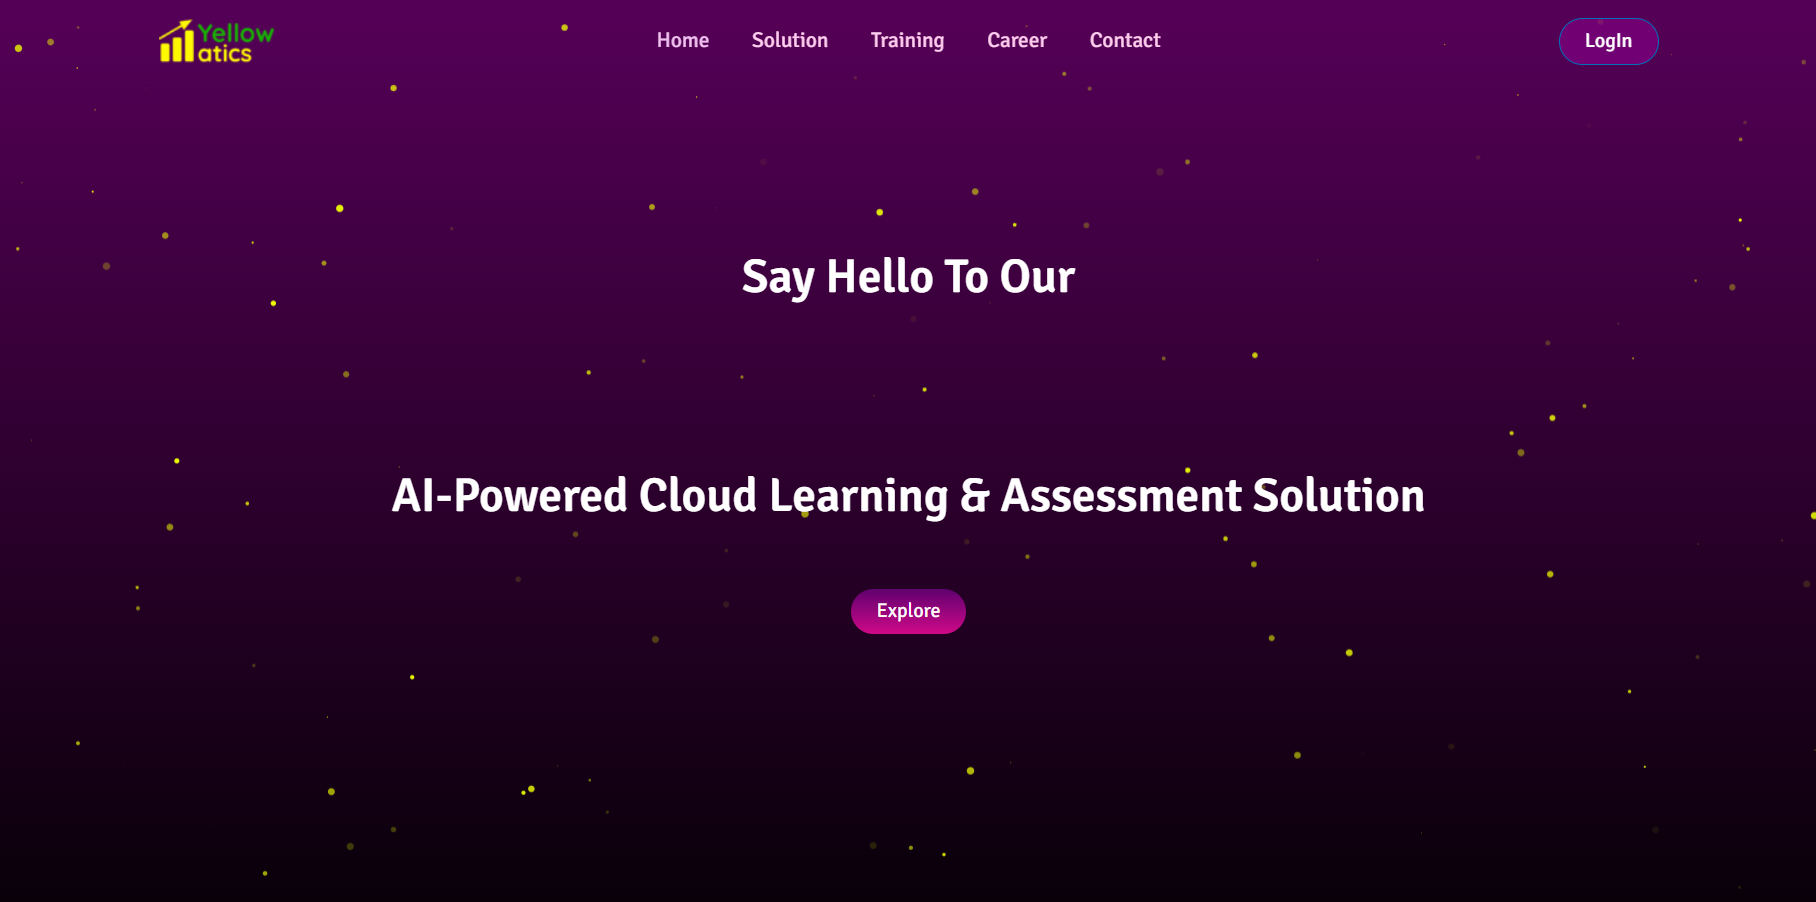 Yellow
atics
Home Solution Training Career Contact
LogIn
Say Hello To Our
AI-Powered Cloud Learning & Assessment Solution
Explore